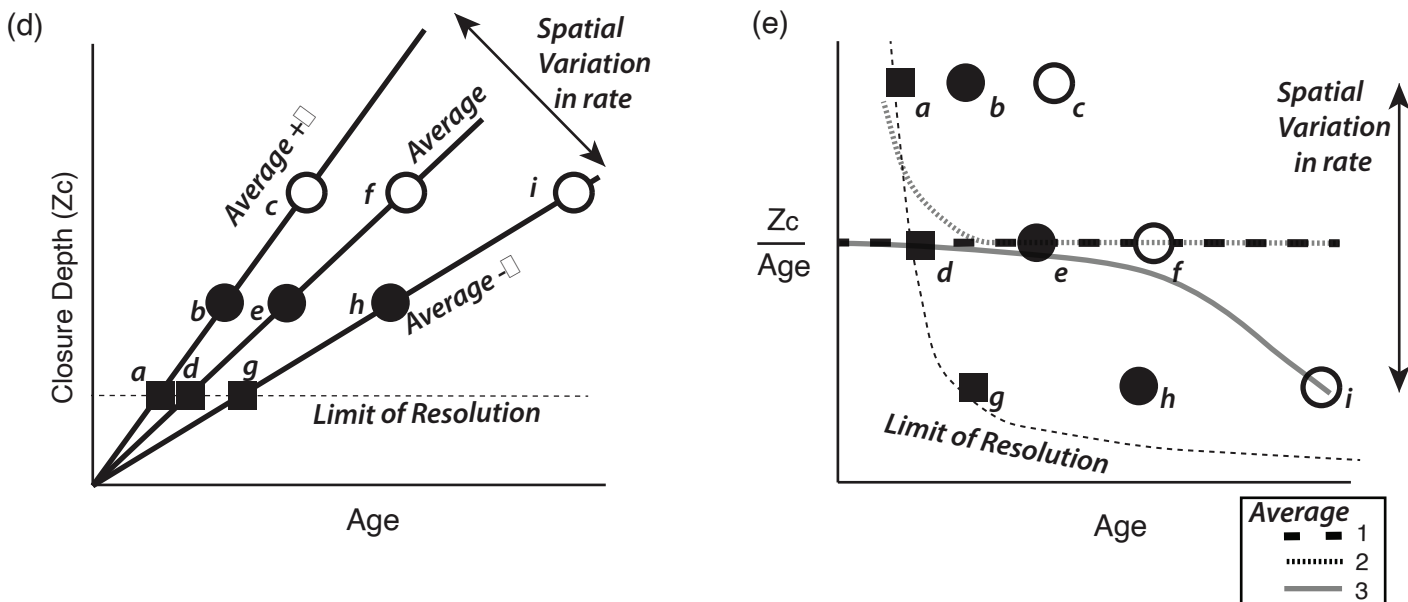 (d)
Closure Depth (Zc)
Age
Average +▯
Average
Average -▯
Spatial
Variation
in rate
a
b
c
d
e
f
g
h
i
Limit of Resolution
(e)
Zc
Age
Age
a
b
c
d
e
f
g
h
i
Limit of Resolution
Spatial
Variation
in rate
Average
1
2
3